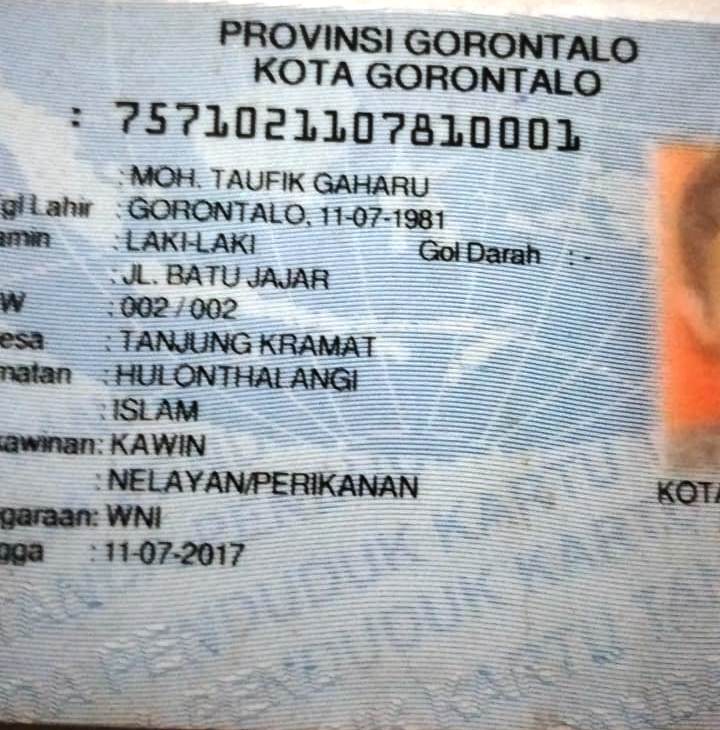 PROVINSI GORONTALO
KOTA GORONTALO
: 7571021107810001
: MOH. TAUFIK GAHARU
gl Lahir : GORONTALO, 11-07-1981
amin : LAKI-LAKI Gol Darah : -
: JL. BATU JAJAR
W : 002 / 002
esa : TANJUNG KRAMAT
matan : HULONTHALANGI
: ISLAM
kawinan: KAWIN
: NELAYAN/PERIKANAN
KOTA
garaan: WNI
gga : 11-07-2017